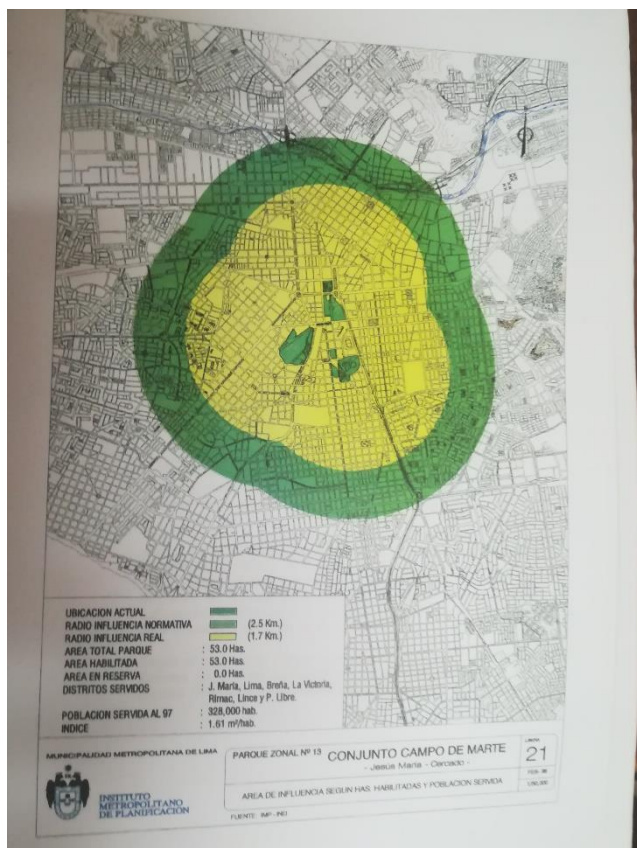 UBICACION ACTUAL
RADIO INFLUENCIA NORMATIVA (2.5 Km.)
RADIO INFLUENCIA REAL (1.7 Km.)
AREA TOTAL PARQUE : 53.0 Has.
AREA HABILITADA : 53.0 Has.
AREA EN RESERVA : 0.0 Has.
DISTRITOS SERVIDOS : J. María, Lima, Breña, La Victoria,
Rimac, Lince y P. Libre.
POBLACION SERVIDA AL 97 : 328,000 hab.
INDICE : 1.61 m²/hab.
MUNICIPALIDAD METROPOLITANA DE LIMA
INSTITUTO
METROPOLITANO
DE PLANIFICACIÓN
PARQUE ZONAL Nº 13 CONJUNTO CAMPO DE MARTE
- Jesús María - Cercado -
AREA DE INFLUENCIA SEGUN HAS. HABILITADAS Y POBLACION SERVIDA
FUENTE: IMP - INEI
21